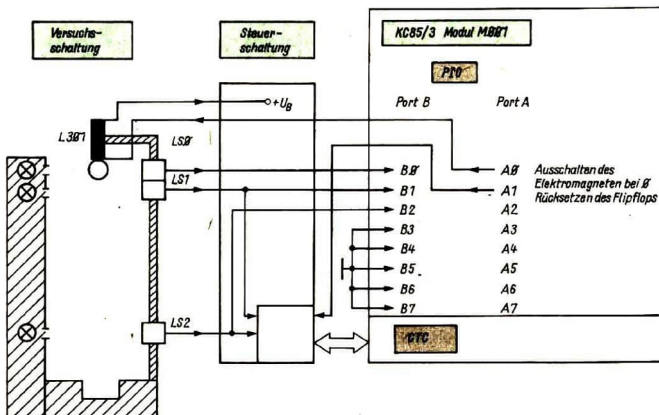 Versuchs-
schaltung
Steuer-
schaltung
KC85/3 Modul M001
PIO
Port B Port A
+UB
L301
LS0
LS1
LS2
B0 A0
B1 A1
B2 A2
B3 A3
B4 A4
B5 A5
B6 A6
B7 A7
Ausschalten des
Elektromagneten bei 0
Rücksetzen des Flipflops
CTC